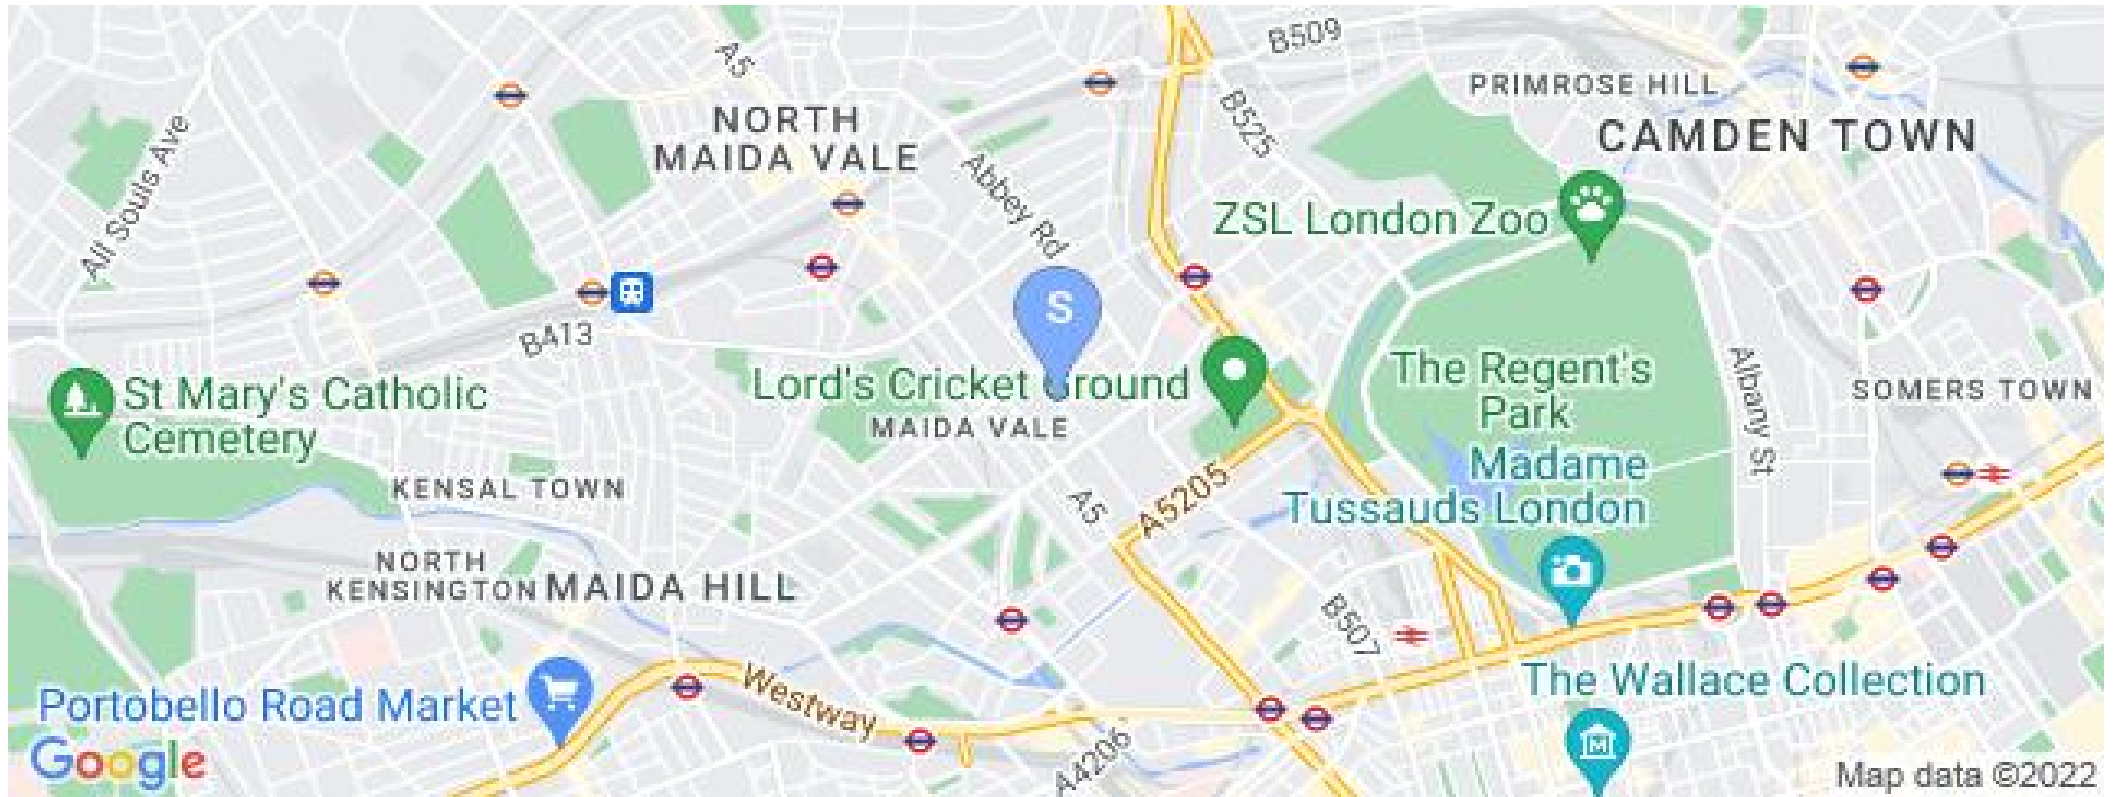 A5
B509
PRIMROSE HILL
B525
NORTH
MAIDA VALE
CAMDEN TOWN
All Souls Ave
Abbey Rd
ZSL London Zoo
S
B413
St Mary's Catholic
Cemetery
Lord's Cricket Ground
MAIDA VALE
The Regent's
Park
Albany St
SOMERS TOWN
Madame
Tussauds London
KENSAL TOWN
A5
A5205
NORTH
KENSINGTON
MAIDA HILL
B507
Portobello Road Market
Westway
The Wallace Collection
M
A4206
Google
Map data ©2022